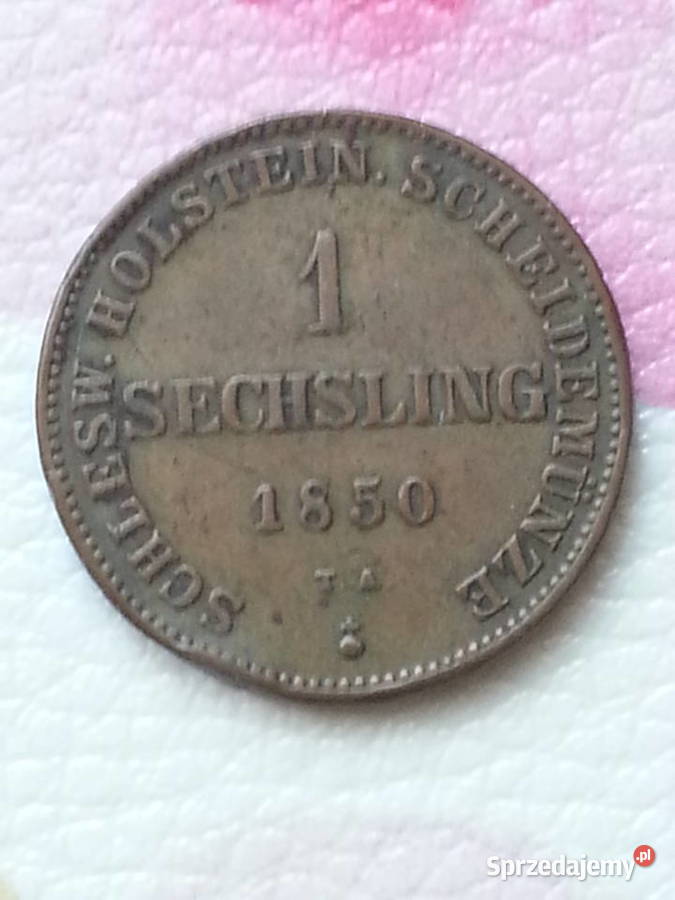 SCHLESW. HOLSTEIN. SCHEIDEMÜNZE
1
SECHSLING
1850
T A
Sprzedajemy.pl